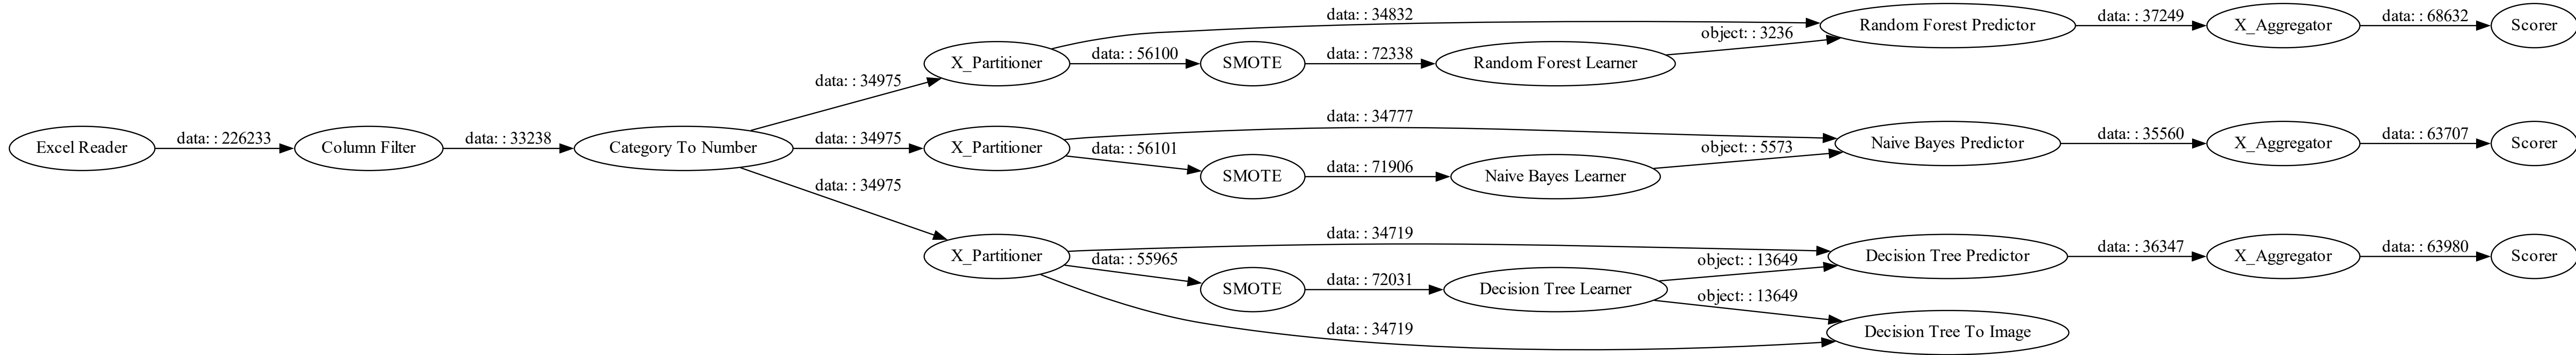 data: : 34832
Random Forest Predictor
data: : 37249
X_Aggregator
data: : 68632
Scorer
X_Partitioner
data: : 56100
SMOTE
data: : 72338
Random Forest Learner
object: : 3236
data: : 34975
Excel Reader
data: : 226233
Column Filter
data: : 33238
Category To Number
data: : 34975
X_Partitioner
data: : 34777
Naive Bayes Predictor
data: : 35560
X_Aggregator
data: : 63707
Scorer
data: : 56101
SMOTE
data: : 71906
Naive Bayes Learner
object: : 5573
data: : 34975
X_Partitioner
data: : 34719
Decision Tree Predictor
data: : 36347
X_Aggregator
data: : 63980
Scorer
data: : 55965
SMOTE
data: : 72031
Decision Tree Learner
object: : 13649
object: : 13649
data: : 34719
Decision Tree To Image